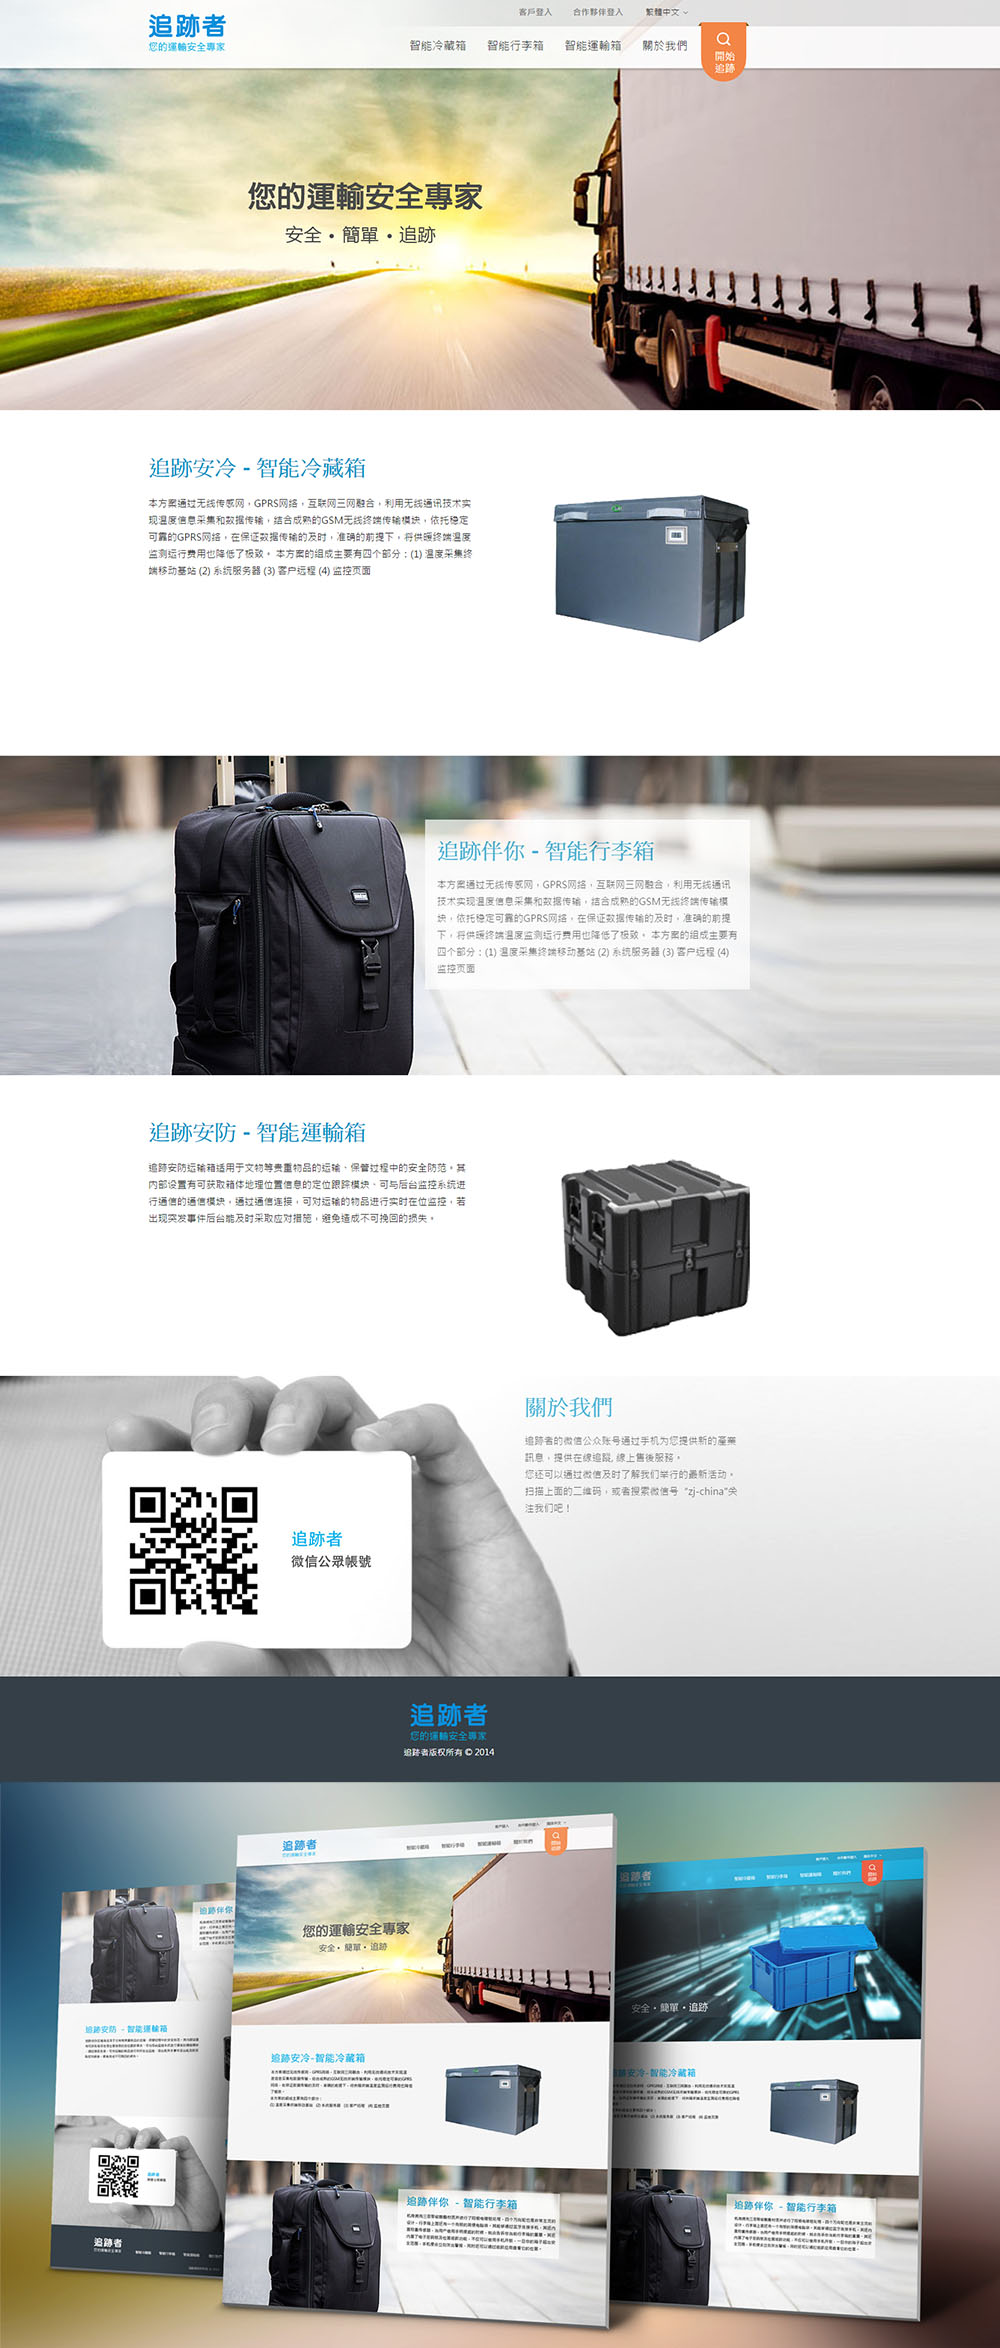 客戶登入 合作夥伴登入 繁體中文
追跡者
您的運輸安全專家
智能冷藏箱 智能行李箱 智能運輸箱 關於我們
開始
追跡
您的運輸安全專家
安全・簡單・追跡
追跡安冷 - 智能冷藏箱
本方案通过无线传感网，GPRS网络，互联网三网融合，利用无线通讯技术实
现温度信息采集和数据传输，结合成熟的GSM无线终端传输模块，依托稳定
可靠的GPRS网络，在保证数据传输的及时，准确的前提下，将供暖终端温度
监测运行费用也降低了极致。 本方案的组成主要有四个部分：(1) 温度采集终
端移动基站 (2) 系统服务器 (3) 客户远程 (4) 监控页面
追跡伴你 - 智能行李箱
本方案通过无线传感网，GPRS网络，互联网三网融合，利用无线通讯
技术实现温度信息采集和数据传输，结合成熟的GSM无线终端传输模
块，依托稳定可靠的GPRS网络，在保证数据传输的及时，准确的前提
下，将供暖终端温度监测运行费用也降低了极致。 本方案的组成主要有
四个部分：(1) 温度采集终端移动基站 (2) 系统服务器 (3) 客户远程 (4)
监控页面
追跡安防 - 智能運輸箱
追跡安防运输箱适用于文物等贵重物品的运输、保管过程中的安全防范。其
内部设置有可获取箱体地理位置信息的定位跟踪模块、可与后台监控系统进
行通信的通信模块，通过通信连接，可对运输的物品进行实时在位监控，若
出现突发事件后台能及时采取应对措施，避免造成不可挽回的损失。
追跡者
微信公眾帳號
關於我們
追跡者的微信公众账号通过手机为您提供新的產業
訊息，提供在線追蹤, 線上售後服務。
您还可以通过微信及时了解我们举行的最新活动。
扫描上面的二维码，或者搜索微信号 "zj-china"关
注我们吧！
追跡者
您的運輸安全專家
追跡者版权所有 © 2014
追跡伴你
追跡安防 - 智能運輸箱
追跡者
追跡者
您的運輸安全專家
智能冷藏箱 智能行李箱 智能運輸箱 關於我們
您的運輸安全專家
安全・簡單・追跡
追跡安冷-智能冷藏箱
追跡伴你 - 智能行李箱
追跡者
智能冷藏箱 智能行李箱 智能運輸箱 關於我們
安全・簡單・追跡
跡安冷-智能冷藏箱
追跡伴你 - 智能行李箱